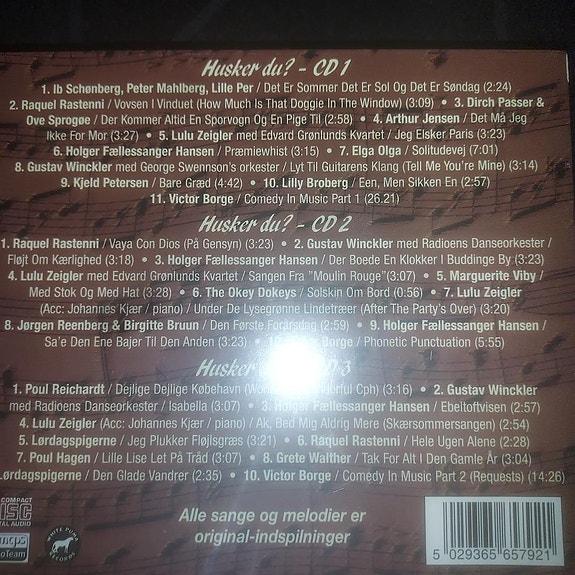 Husker du? - CD 1
1. Ib Schønberg, Peter Mahlberg, Lille Per / Det Er Sommer Det Er Sol Og Det Er Søndag (2:24)
2. Raquel Rastenni / Vovsen I Vinduet (How Much Is That Doggie In The Window) (3:09) • 3. Dirch Passer &
Ove Sprogøe / Der Kommer Altid En Sporvogn Og En Pige Til (2:58) • 4. Arthur Jensen / Det Må Jeg
Ikke For Mor (3:27) • 5. Lulu Zeigler med Edvard Grønlunds Kvartet / Jeg Elsker Paris (3:23)
6. Holger Fællessanger Hansen / Præmiewhist (3:15) • 7. Elga Olga / Solitudevej (7:01)
8. Gustav Winckler med George Swennson's orkester / Lyt Til Guitarens Klang (Tell Me You're Mine) (3:14)
9. Kjeld Petersen / Bare Græd (4:42) • 10. Lilly Broberg / Een, Men Sikken En (2:57)
11. Victor Borge / Comedy In Music Part 1 (26.21)
Husker du? - CD 2
1. Raquel Rastenni / Vaya Con Dios (På Gensyn) (3:23) • 2. Gustav Winckler med Radioens Danseorkester /
Fløjt Om Kærlighed (3:18) • 3. Holger Fællessanger Hansen / Der Boede En Klokker I Buddinge By (3:23)
4. Lulu Zeigler med Edvard Grønlunds Kvartet / Sangen Fra "Moulin Rouge" (3:07) • 5. Marguerite Viby /
Med Stok Og Med Hat (3:28) • 6. The Okey Dokeys / Solskin Om Bord (0:56) • 7. Lulu Zeigler
(Acc: Johannes Kjær / piano) / Under De Lysegrønne Lindetræer (After The Party's Over) (3:20)
8. Jørgen Reenberg & Birgitte Bruun / Den Første Forårsdag (2:59) • 9. Holger Fællessanger Hansen /
Sa'e Den Ene Bajer Til Den Anden (3:23) • Borge / Phonetic Punctuation (5:55)
Husker 3
1. Poul Reichardt / Dejlige Dejlige Købehavn Cph) (3:16) • 2. Gustav Winckler
med Radioens Danseorkester / Isabella (3:07) • 3. Holger Fællessanger Hansen / Ebeltoftvisen (2:57)
4. Lulu Zeigler (Acc: Johannes Kjær / piano) / Ak, Bed Mig Aldrig Mere (Skærsommersangen) (2:54)
5. Lørdagspigerne / Jeg Plukker Fløjlsgræs (3:21) • 6. Raquel Rastenni / Hele Ugen Alene (2:28)
7. Poul Hagen / Lille Lise Let På Tråd (3:07) • 8. Grete Walther / Tak For Alt I Den Gamle År (3:04)
Lørdagspigerne / Den Glade Vandrer (2:35) • 10. Victor Borge / Comedy In Music Part 2 (Requests) (14:26)
COMPACT
DISC
DIGITAL AUDIO
mcps
BioTeam
WHITE PUMA
RECORDS
Alle sange og melodier er
original-indspilninger
5 029365 657921